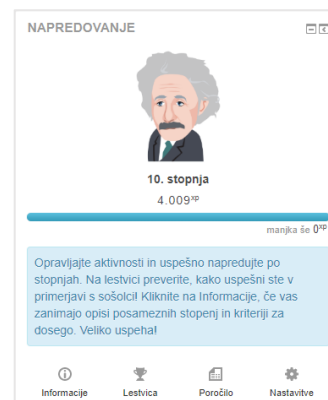 NAPREDOVANJE
10. stopnja
4.009xp
manjka še 0xp
Opravljajte aktivnosti in uspešno napredujte po
stopnjah. Na lestvici preverite, kako uspešni ste v
primerjavi s sošolci! Kliknite na Informacije, če vas
zanimajo opisi posameznih stopenj in kriteriji za
dosego. Veliko uspeha!
Informacije Lestvica Poročilo Nastavitve